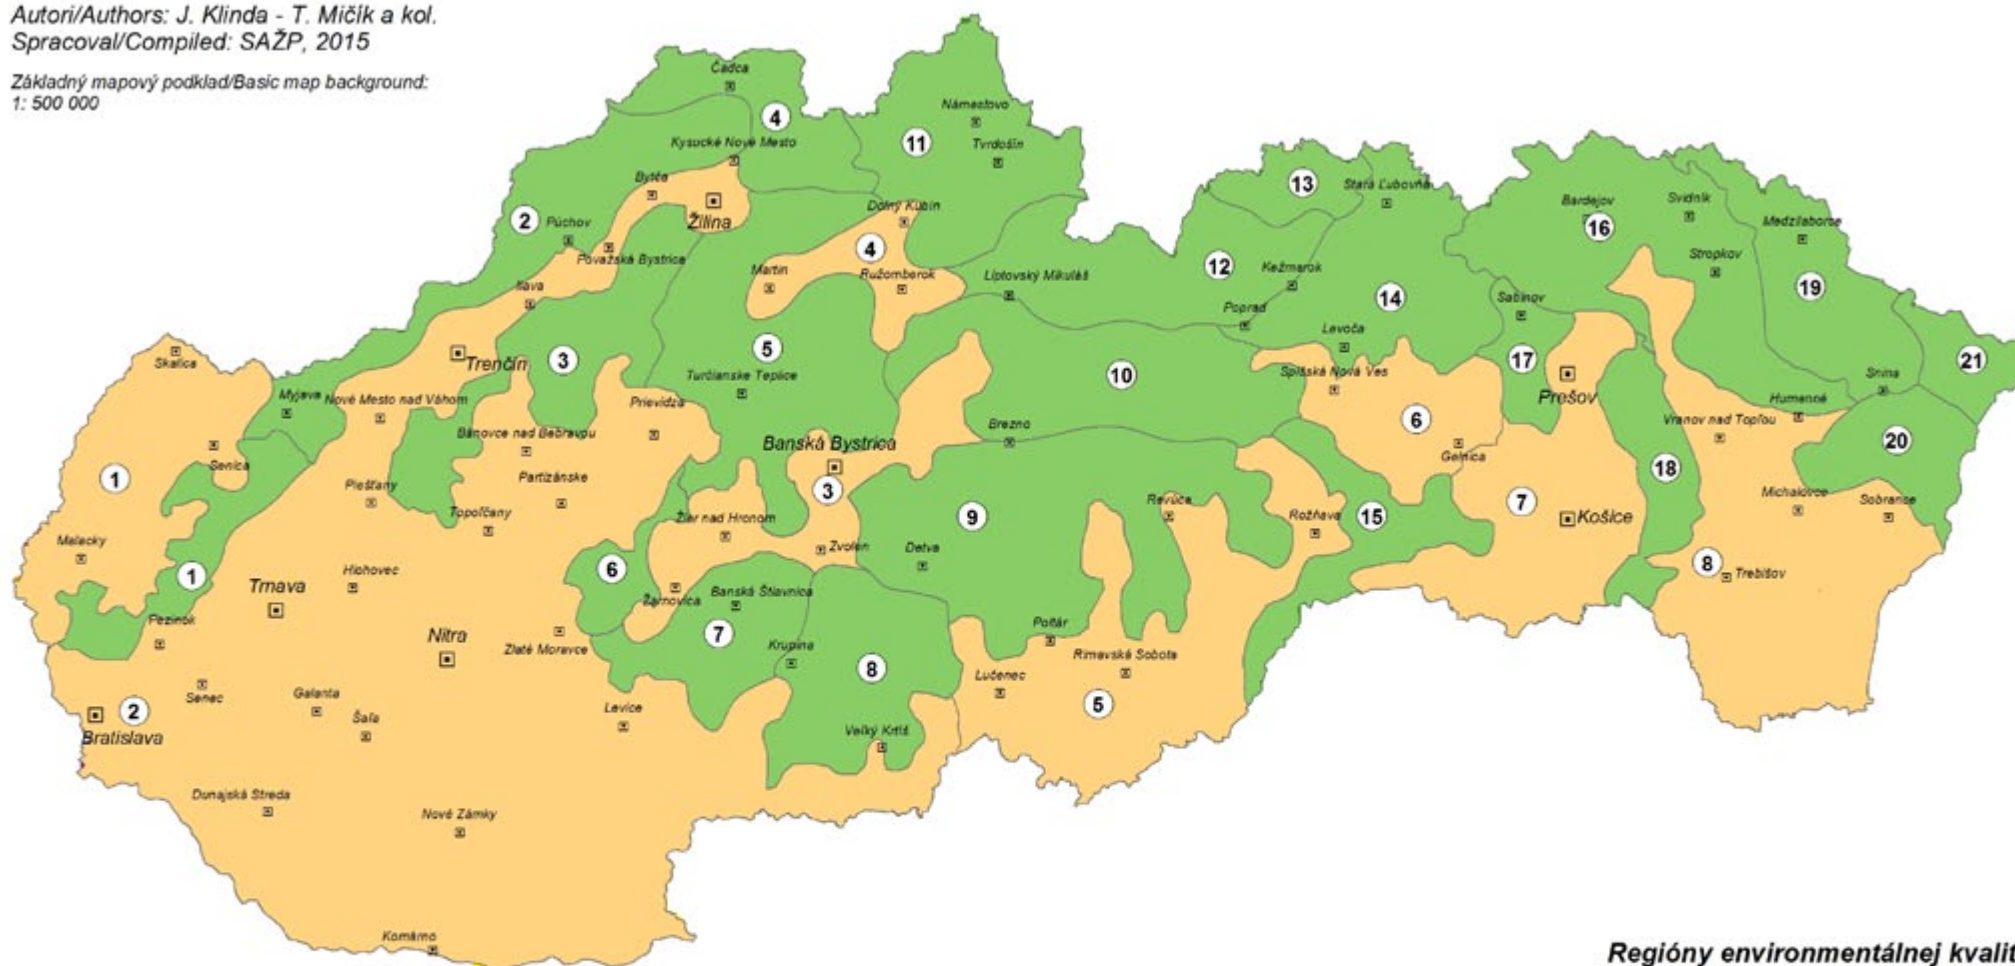 Autori/Authors: J. Klinda - T. Mičík a kol.
Spracoval/Compiled: SAŽP, 2015
Základný mapový podklad/Basic map background:
1: 500 000
Čadca
4
Námestovo
11
Tvrdošín
Kysucké Nové Mesto
Bytča
Žilina
2
Púchov
Považská Bystrica
Dolný Kubín
4
Martin
Ružomberok
Liptovský Mikuláš
13
Stará Ľubovňa
12
Kežmarok
Poprad
14
Levoča
Bardejov
16
Svidník
Stropkov
Medzilaborce
19
Sabinov
17
Prešov
21
Snina
Humenné
Vranov nad Topľou
20
Ilava
Trenčín
3
5
Turčianske Teplice
10
Spišská Nová Ves
6
Gelnica
Skalica
Myjava
Nové Mesto nad Váhom
Prievidza
Bánovce nad Bebravou
Banská Bystrica
Brezno
3
1
Senica
Piešťany
Partizánske
Topoľčany
Žiar nad Hronom
Zvolen
9
Detva
Revúca
Rožňava
15
7
Košice
18
Michalovce
Sobrance
8
Trebišov
Malacky
1
Trnava
Hlohovec
6
Žarnovica
Banská Štiavnica
7
Krupina
8
Pezinok
Nitra
Zlaté Moravce
Poltár
Rimavská Sobota
Lučenec
5
Senec
Galanta
Šaľa
Levice
Veľký Krtíš
2
Bratislava
Dunajská Streda
Nové Zámky
Komárno
Regióny environmentálnej kvalit